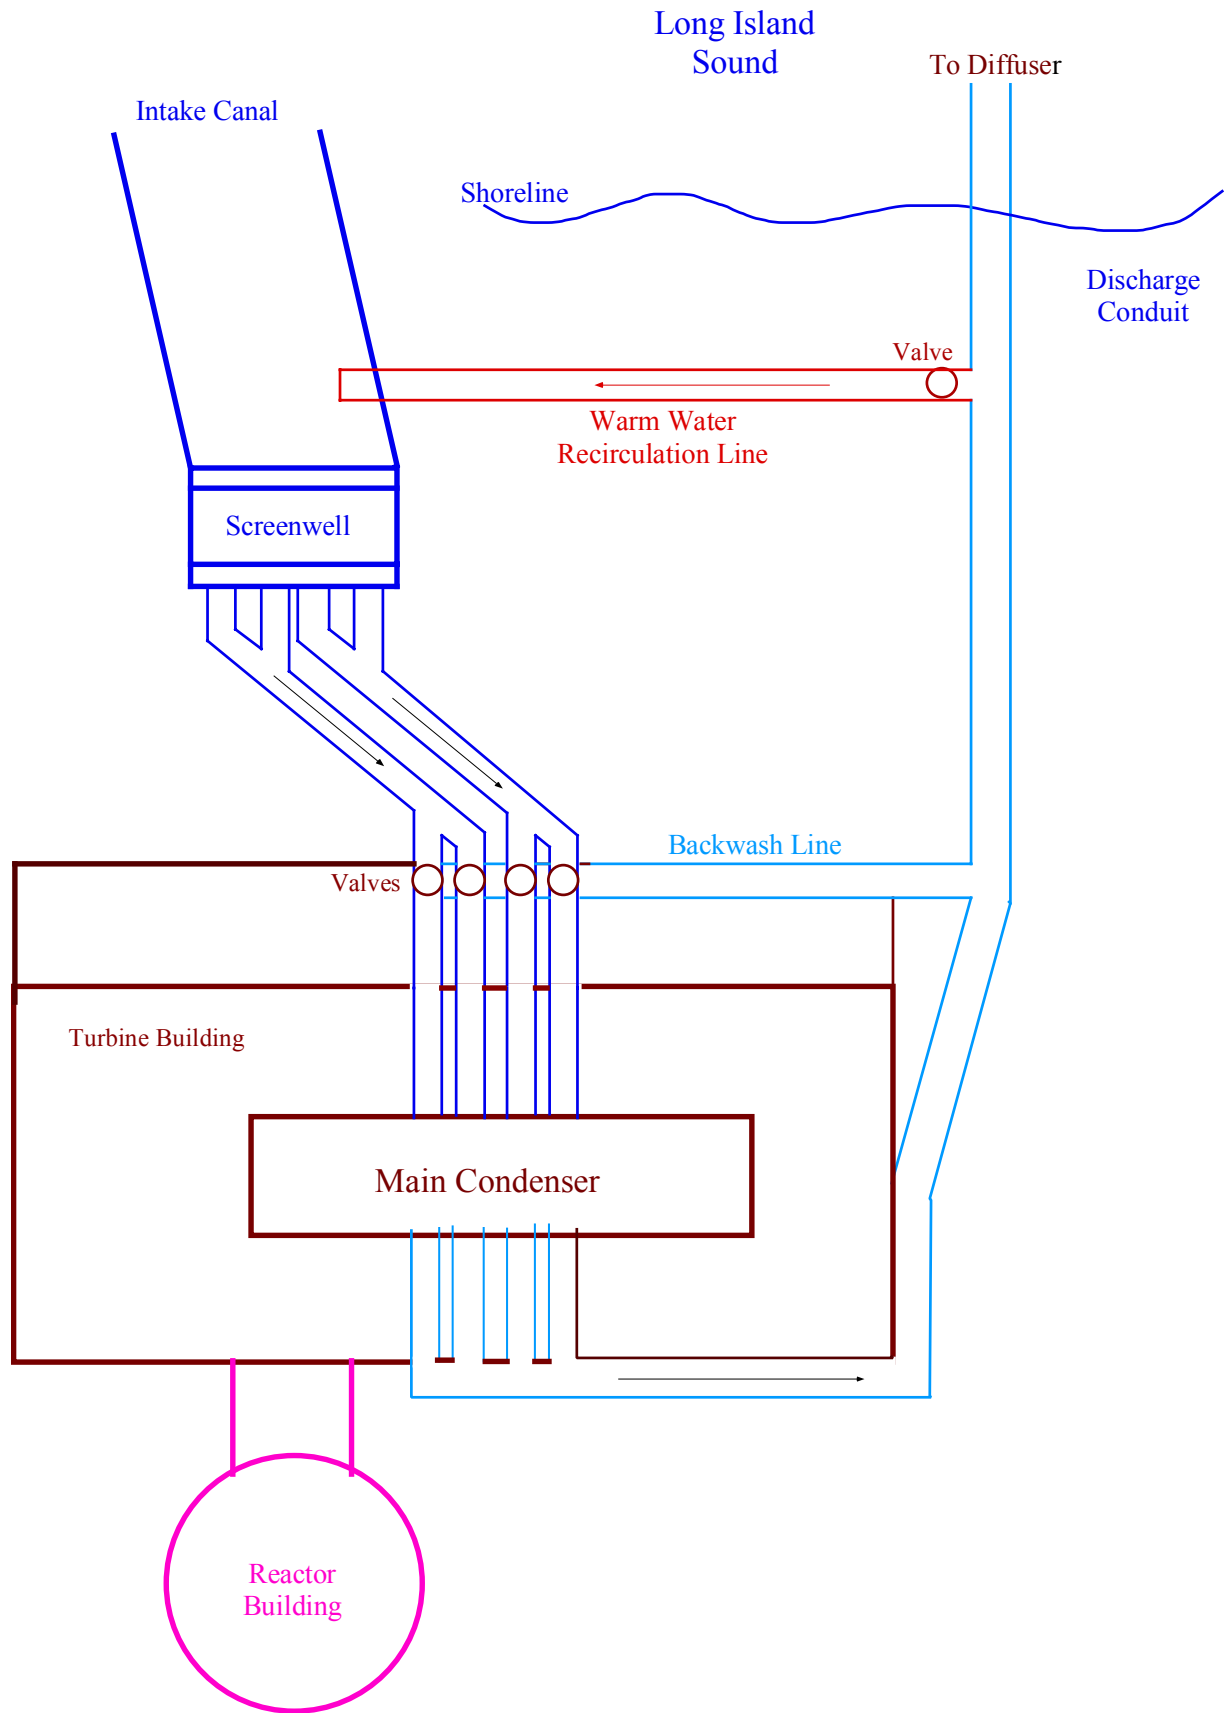 Long Island
Sound
To Diffuser
Intake Canal
Shoreline
Discharge
Conduit
Valve
Warm Water
Recirculation Line
Screenwell
Backwash Line
Valves
Turbine Building
Main Condenser
Reactor
Building